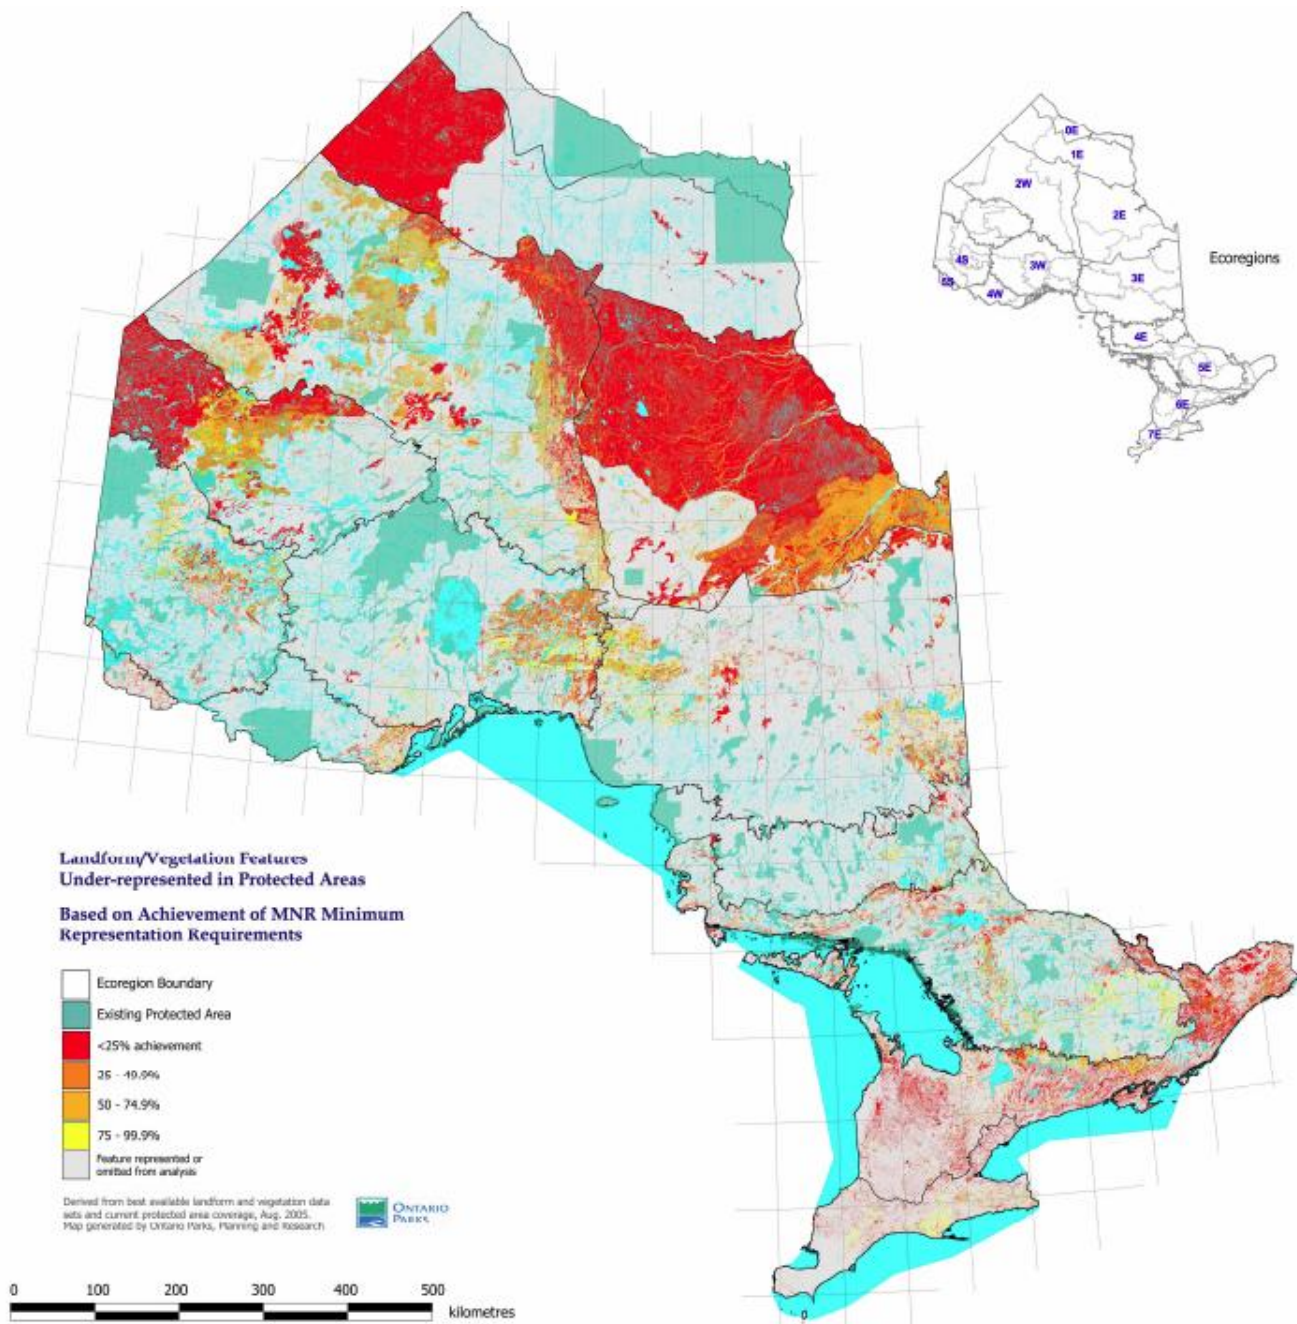 0E
1E
2W
2E
4S
3W
3E
5S
4W
4E
5E
6E
7E
Ecoregions
Landform/Vegetation Features
Under-represented in Protected Areas
Based on Achievement of MNR Minimum
Representation Requirements
Ecoregion Boundary
Existing Protected Area
<25% achievement
25 - 49.9%
50 - 74.9%
75 - 99.9%
Feature represented or
omitted from analysis
Derived from best available landform and vegetation data
sets and current protected area coverage, Aug. 2005.
Map generated by Ontario Parks, Planning and Research
ONTARIO
PARKS
0 100 200 300 400 500
kilometres